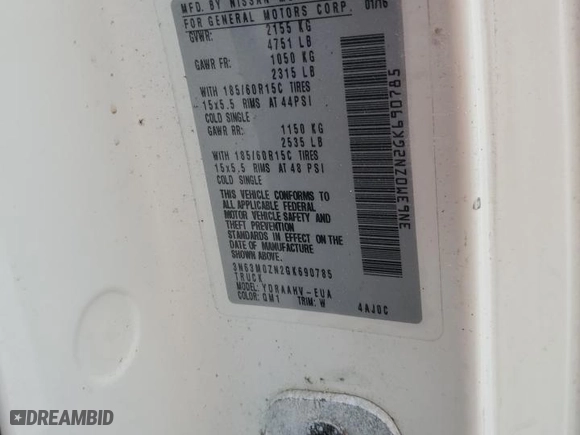 MFD. BY NISSAN
FOR GENERAL MOTORS CORP. 01/16
GVWR: 2155 KG
4751 LB
GAWR FR: 1050 KG
2315 LB
WITH 185/60R15C TIRES
15x5.5 RIMS AT 44PSI
COLD SINGLE
GAWR RR: 1150 KG
2535 LB
WITH 185/60R15C TIRES
15x5.5 RIMS AT 48 PSI
COLD SINGLE
THIS VEHICLE CONFORMS TO
ALL APPLICABLE FEDERAL
MOTOR VEHICLE SAFETY AND
THEFT PREVENTION
STANDARDS IN EFFECT ON THE
DATE OF MANUFACTURE
SHOWN ABOVE.
3N63M0ZN2GK690785
TRUCK
MODEL: YDRAAHV-EUA
COLOR: QM1 TRIM: W 4AJ0C
3N63M0ZN2GK690785
DREAMBID